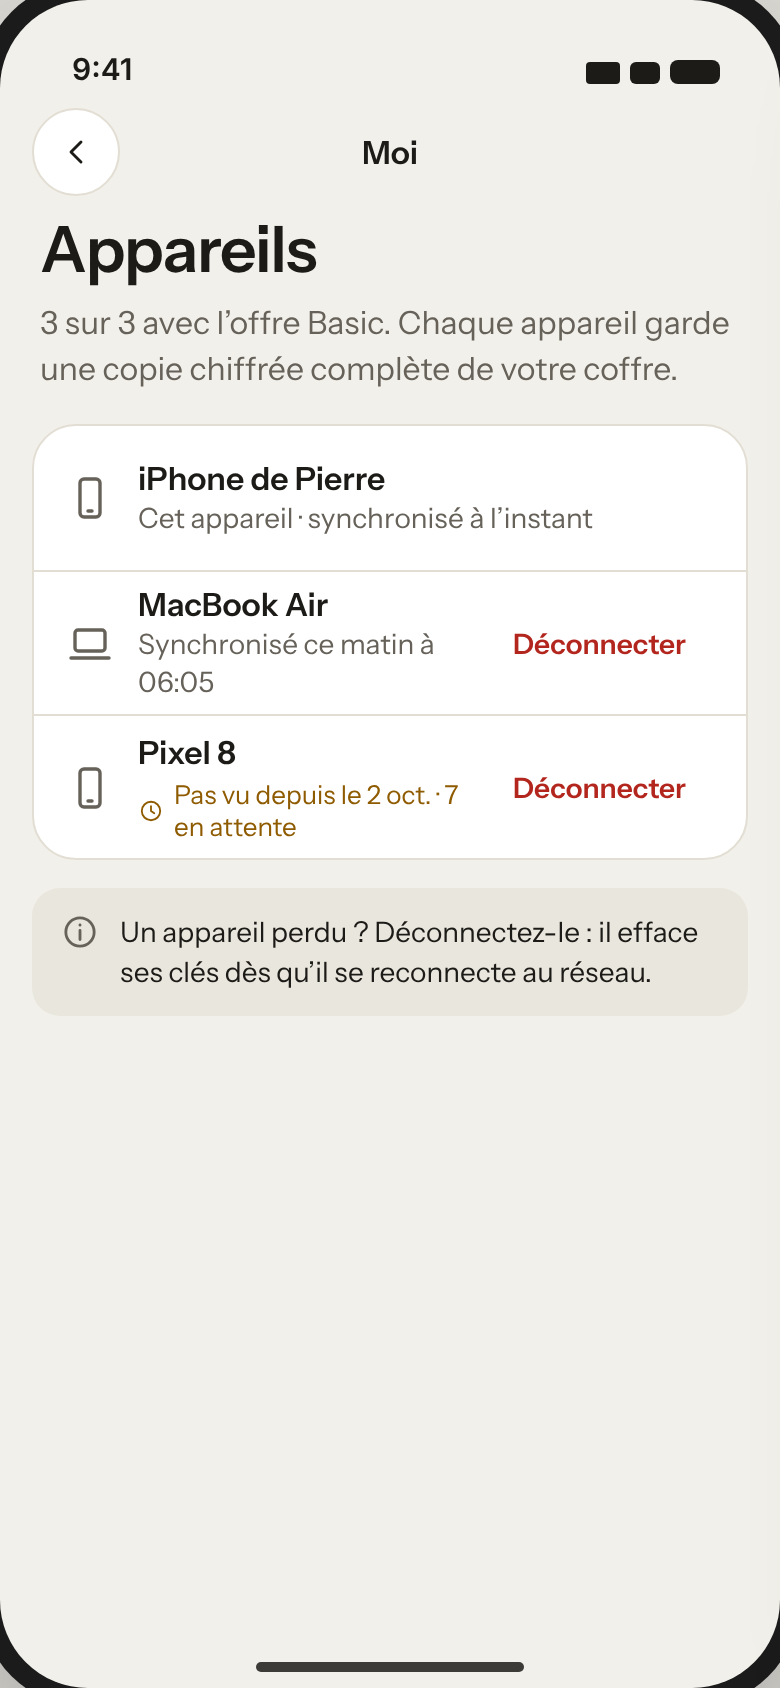 9:41
Moi
Appareils
3 sur 3 avec l’offre Basic. Chaque appareil garde
une copie chiffrée complète de votre coffre.
iPhone de Pierre
Cet appareil · synchronisé à l’instant
MacBook Air
Synchronisé ce matin à
06:05
Déconnecter
Pixel 8
Pas vu depuis le 2 oct. · 7
en attente
Déconnecter
Un appareil perdu ? Déconnectez-le : il efface
ses clés dès qu’il se reconnecte au réseau.